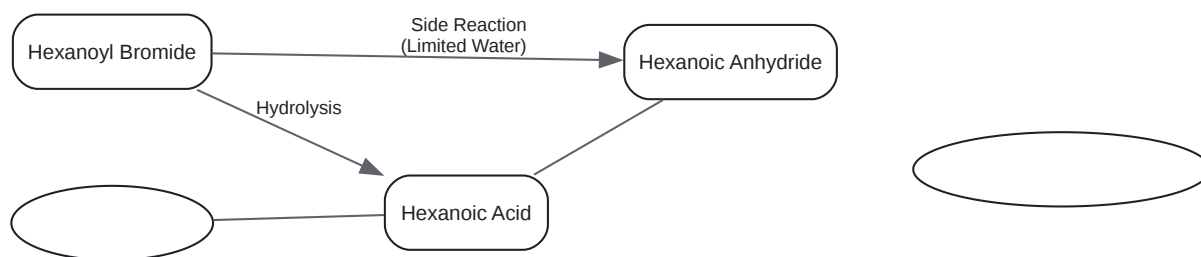 Side Reaction
(Limited Water)
Hexanoyl Bromide
Hexanoic Anhydride
Hydrolysis
Hexanoic Acid